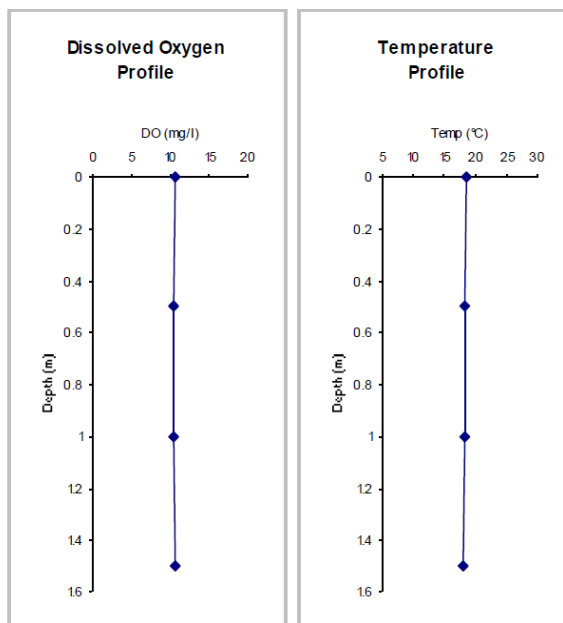 Dissolved Oxygen
Profile
DO (mg/l)
0 5 10 15 20
0
0.2
0.4
0.6
0.8
1
1.2
1.4
1.6
Depth (m)
Temperature
Profile
Temp (°C)
5 10 15 20 25 30
0
0.2
0.4
0.6
0.8
1
1.2
1.4
1.6
Depth (m)